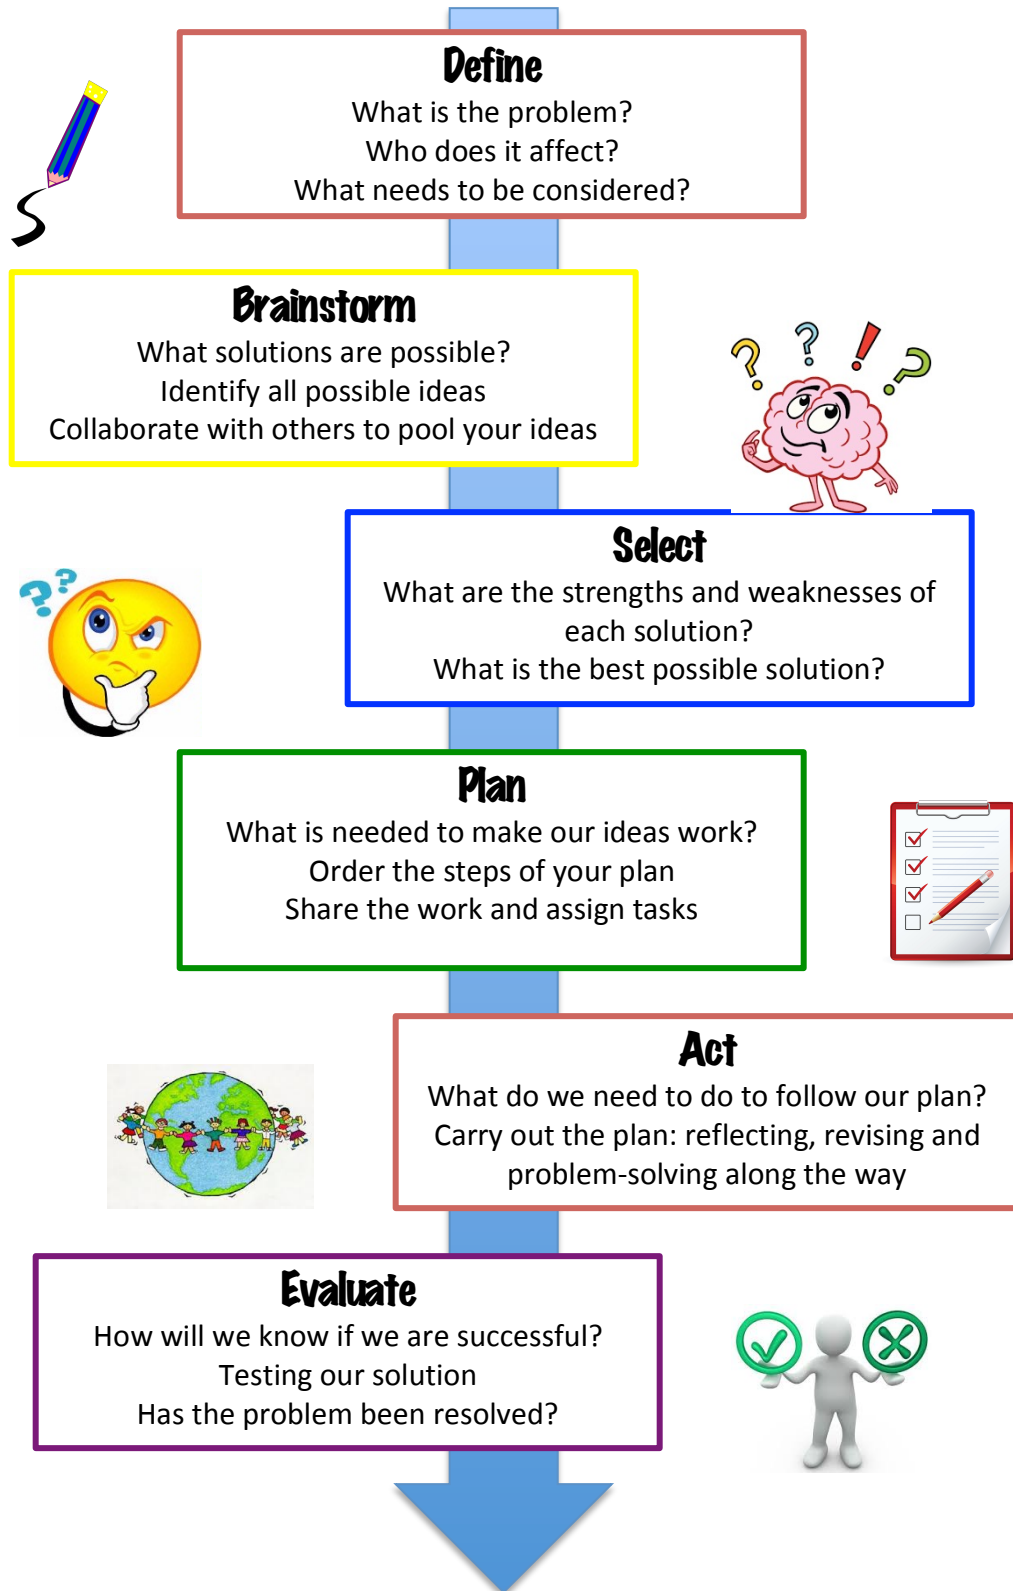 Define
What is the problem?
Who does it affect?
What needs to be considered?
Brainstorm
What solutions are possible?
Identify all possible ideas
Collaborate with others to pool your ideas
Select
What are the strengths and weaknesses of
each solution?
What is the best possible solution?
Plan
What is needed to make our ideas work?
Order the steps of your plan
Share the work and assign tasks
Act
What do we need to do to follow our plan?
Carry out the plan: reflecting, revising and
problem-solving along the way
Evaluate
How will we know if we are successful?
Testing our solution
Has the problem been resolved?